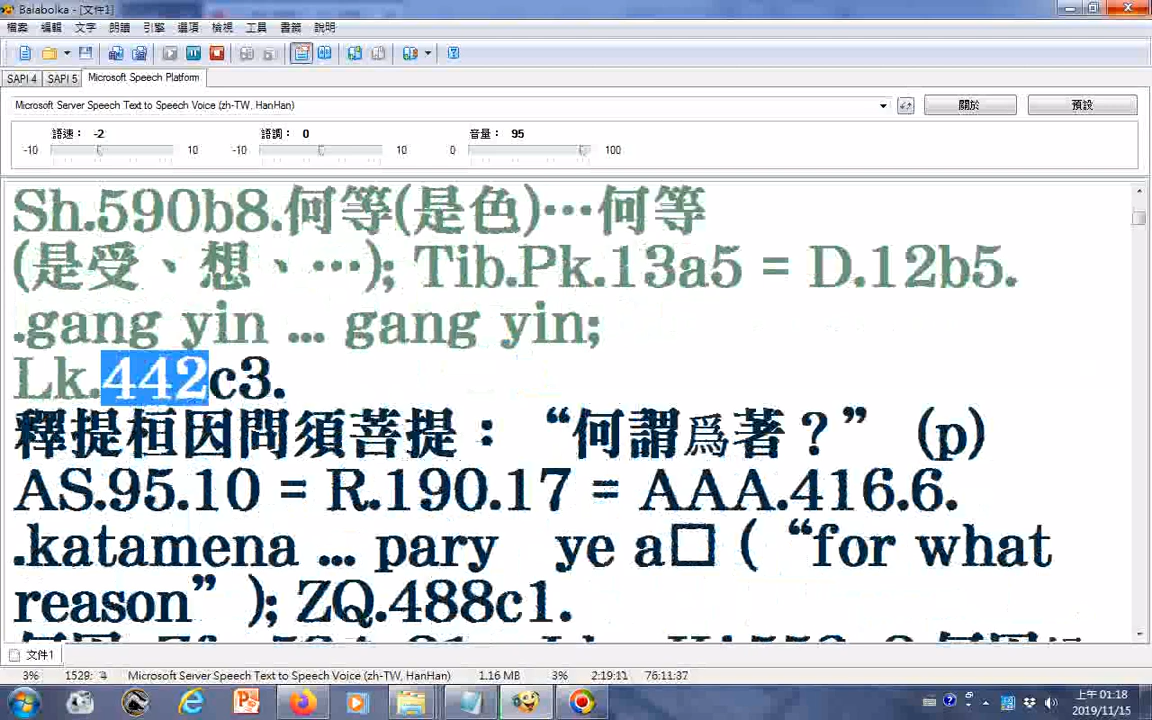 Balabolka - [文件1]
檔案 編輯 文字 朗讀 引擎 選項 檢視 工具 書籤 說明
SAPI 4 SAPI 5 Microsoft Speech Platform
Microsoft Server Speech Text to Speech Voice (zh-TW, HanHan) 關於 預設
語速： -2 語調： 0 音量： 95
-10 10 -10 10 0 100
Sh.590b8.何等(是色)…何等
(是受、想、…); Tib.Pk.13a5 = D.12b5.
.gang yin ... gang yin;
Lk.442c3.
釋提桓因問須菩提：“何謂爲著？” (p)
AS.95.10 = R.190.17 = AAA.416.6.
.katamena ... pary ye a□ (“for what
reason” ); ZQ.488c1.
文件1
3% 1529: 4 Microsoft Server Speech Text to Speech Voice (zh-TW, HanHan) 1.16 MB 3% 2:19:11 76:11:37
上午 01:18
2019/11/15